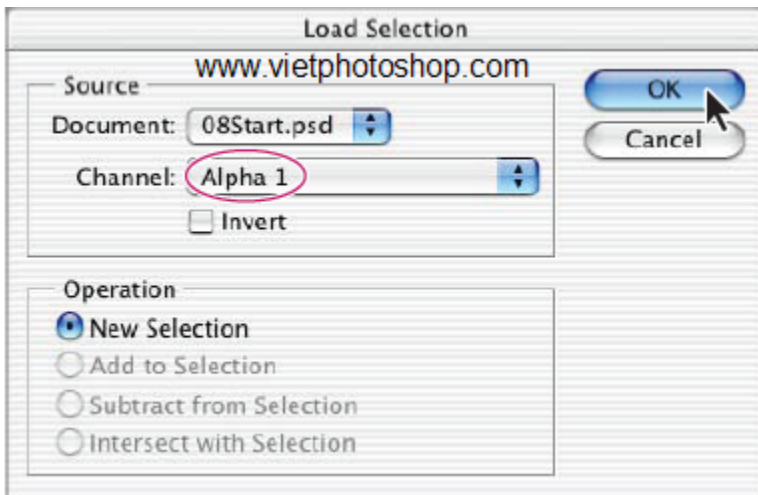 Load Selection
www.vietphotoshop.com
Source
Document: 08Start.psd
Channel: Alpha 1
Invert
OK
Cancel
Operation
New Selection
Add to Selection
Subtract from Selection
Intersect with Selection